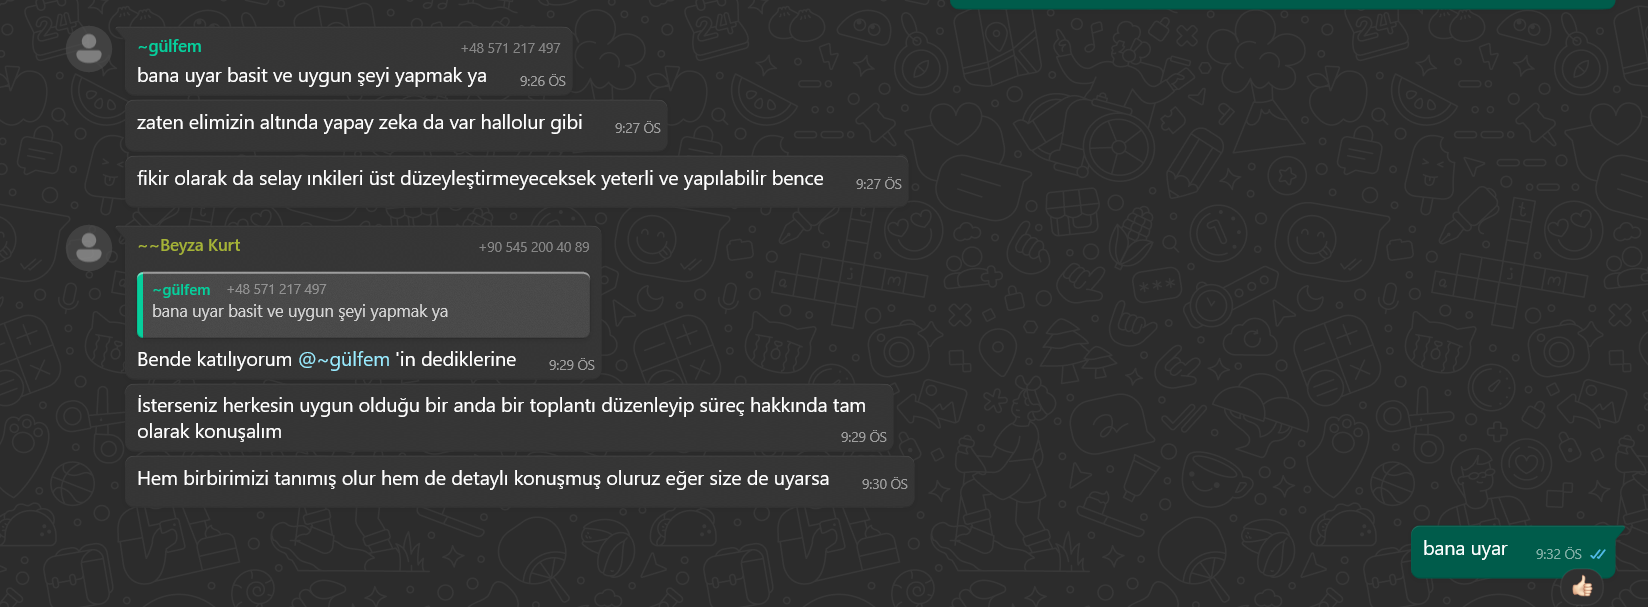 ~gülfem +48 571 217 497
bana uyar basit ve uygun şeyi yapmak ya 9:26 ÖS
zaten elimizin altında yapay zeka da var hallolur gibi 9:27 ÖS
fikir olarak da selay ınkileri üst düzeyleştirmeyeceksek yeterli ve yapılabilir bence 9:27 ÖS
~~Beyza Kurt +90 545 200 40 89
~gülfem +48 571 217 497
bana uyar basit ve uygun şeyi yapmak ya
Bende katılıyorum @~gülfem 'in dediklerine 9:29 ÖS
İsterseniz herkesin uygun olduğu bir anda bir toplantı düzenleyip süreç hakkında tam
olarak konuşalım 9:29 ÖS
Hem birbirimizi tanımış olur hem de detaylı konuşmuş oluruz eğer size de uyarsa 9:30 ÖS
bana uyar 9:32 ÖS